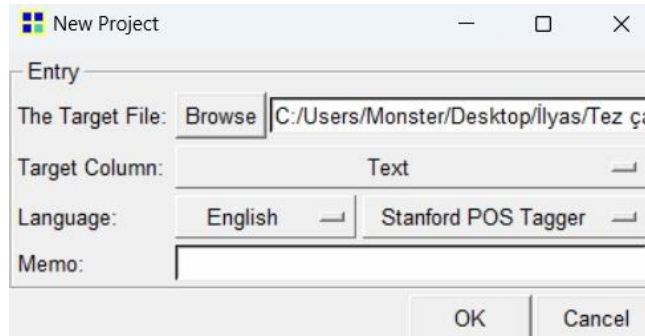 New Project
Entry
The Target File: Browse C:/Users/Monster/Desktop/İlyas/Tez ça
Target Column: Text
Language: English Stanford POS Tagger
Memo:
OK Cancel